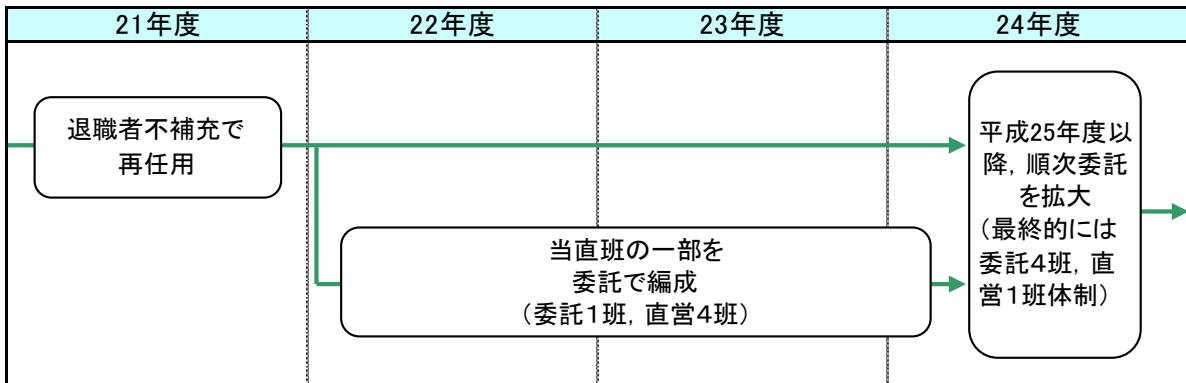 21年度
22年度
23年度
24年度
退職者不補充で
再任用
当直班の一部を
委託で編成
（委託１班，直営４班）
平成25年度以
降，順次委託
を拡大
（最終的には
委託４班，直
営１班体制）